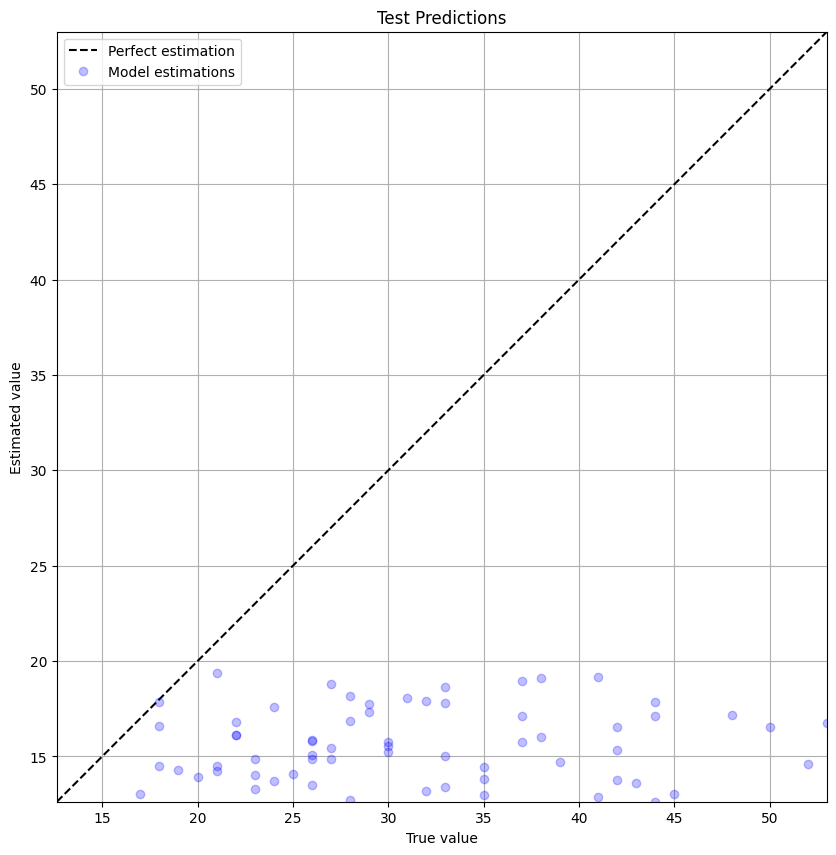 Test Predictions
Perfect estimation
Model estimations
50
45
40
35
30
25
20
15
Estimated value
15 20 25 30 35 40 45 50
True value